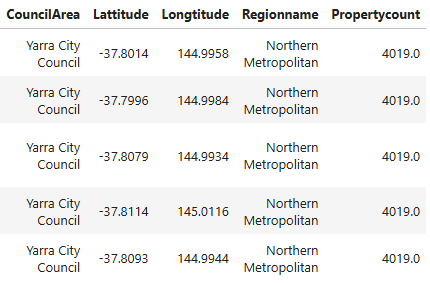 CouncilArea Lattitude Longtitude Regionname Propertycount
Yarra City Council -37.8014 144.9958 Northern Metropolitan 4019.0
Yarra City Council -37.7996 144.9984 Northern Metropolitan 4019.0
Yarra City Council -37.8079 144.9934 Northern Metropolitan 4019.0
Yarra City Council -37.8114 145.0116 Northern Metropolitan 4019.0
Yarra City Council -37.8093 144.9944 Northern Metropolitan 4019.0